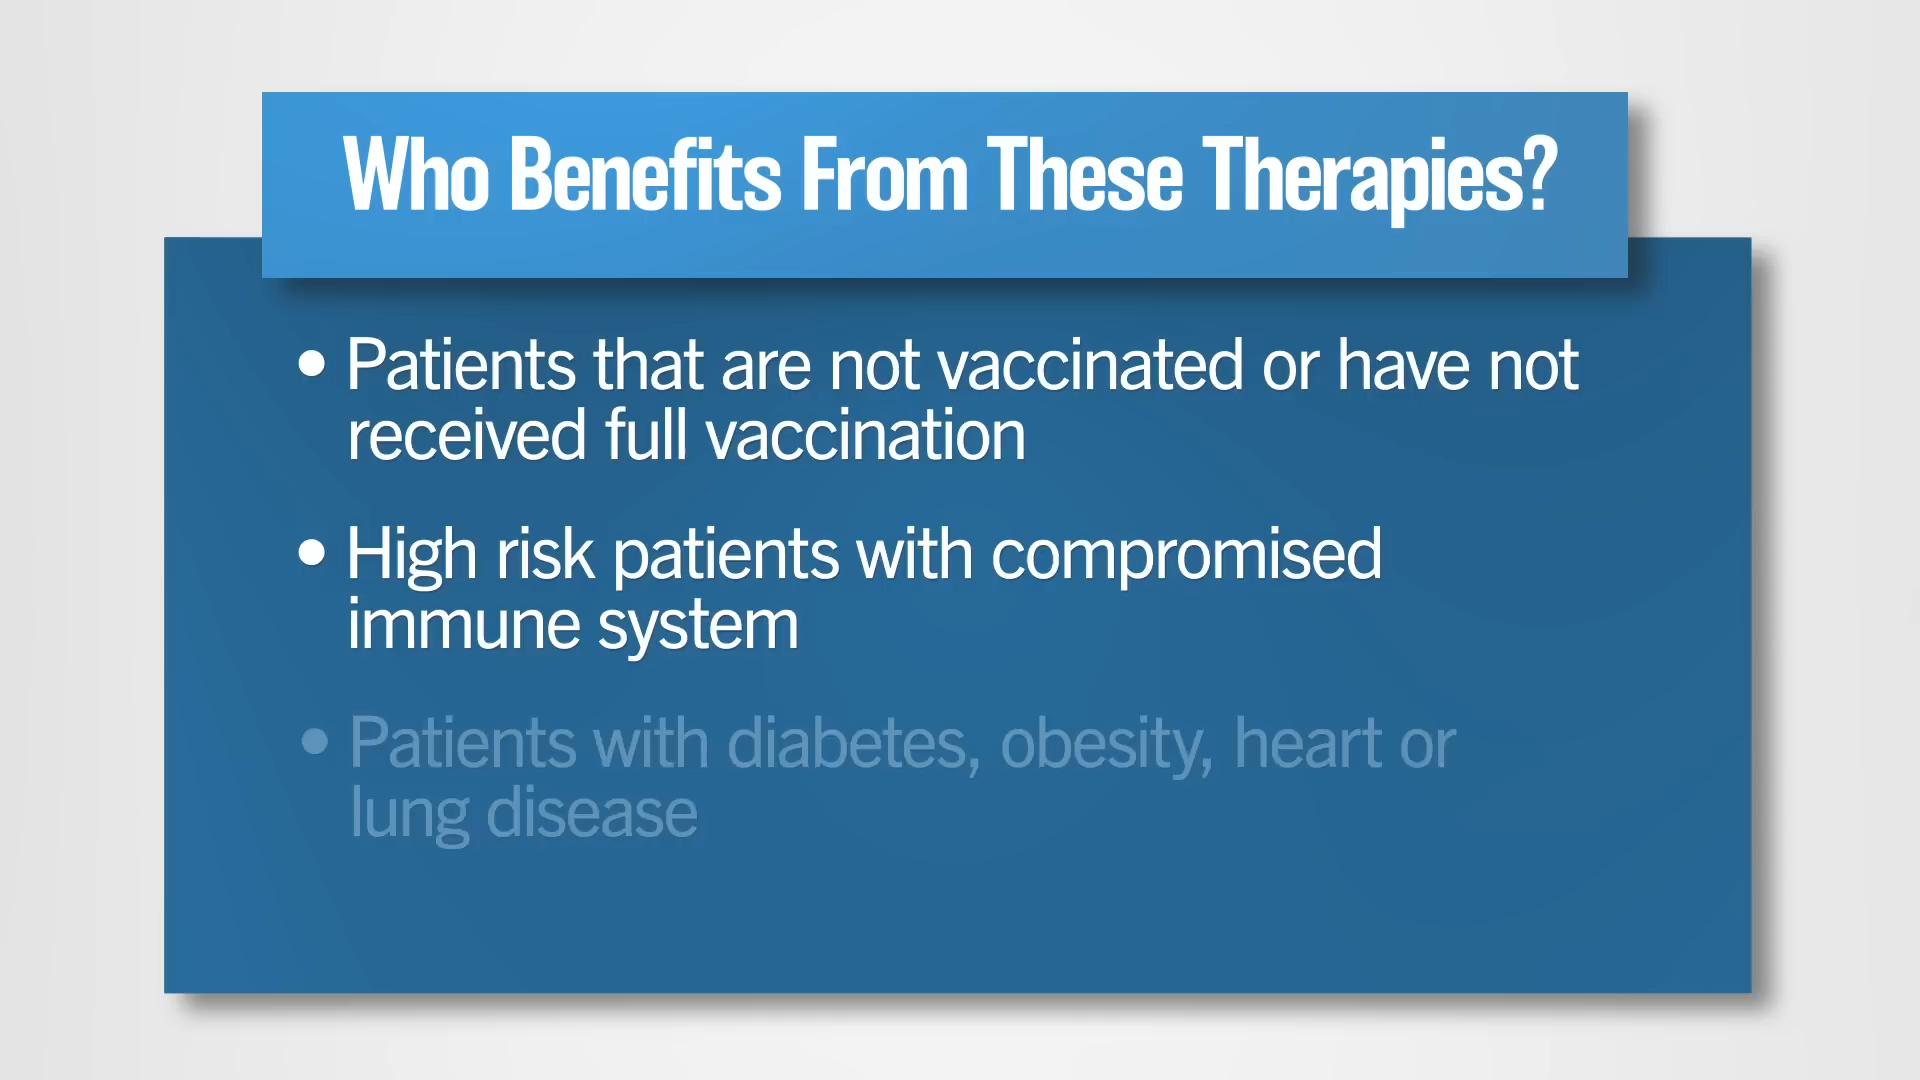 Who Benefits From These Therapies?
• Patients that are not vaccinated or have not
received full vaccination
• High risk patients with compromised
immune system
• Patients with diabetes, obesity, heart or
lung disease